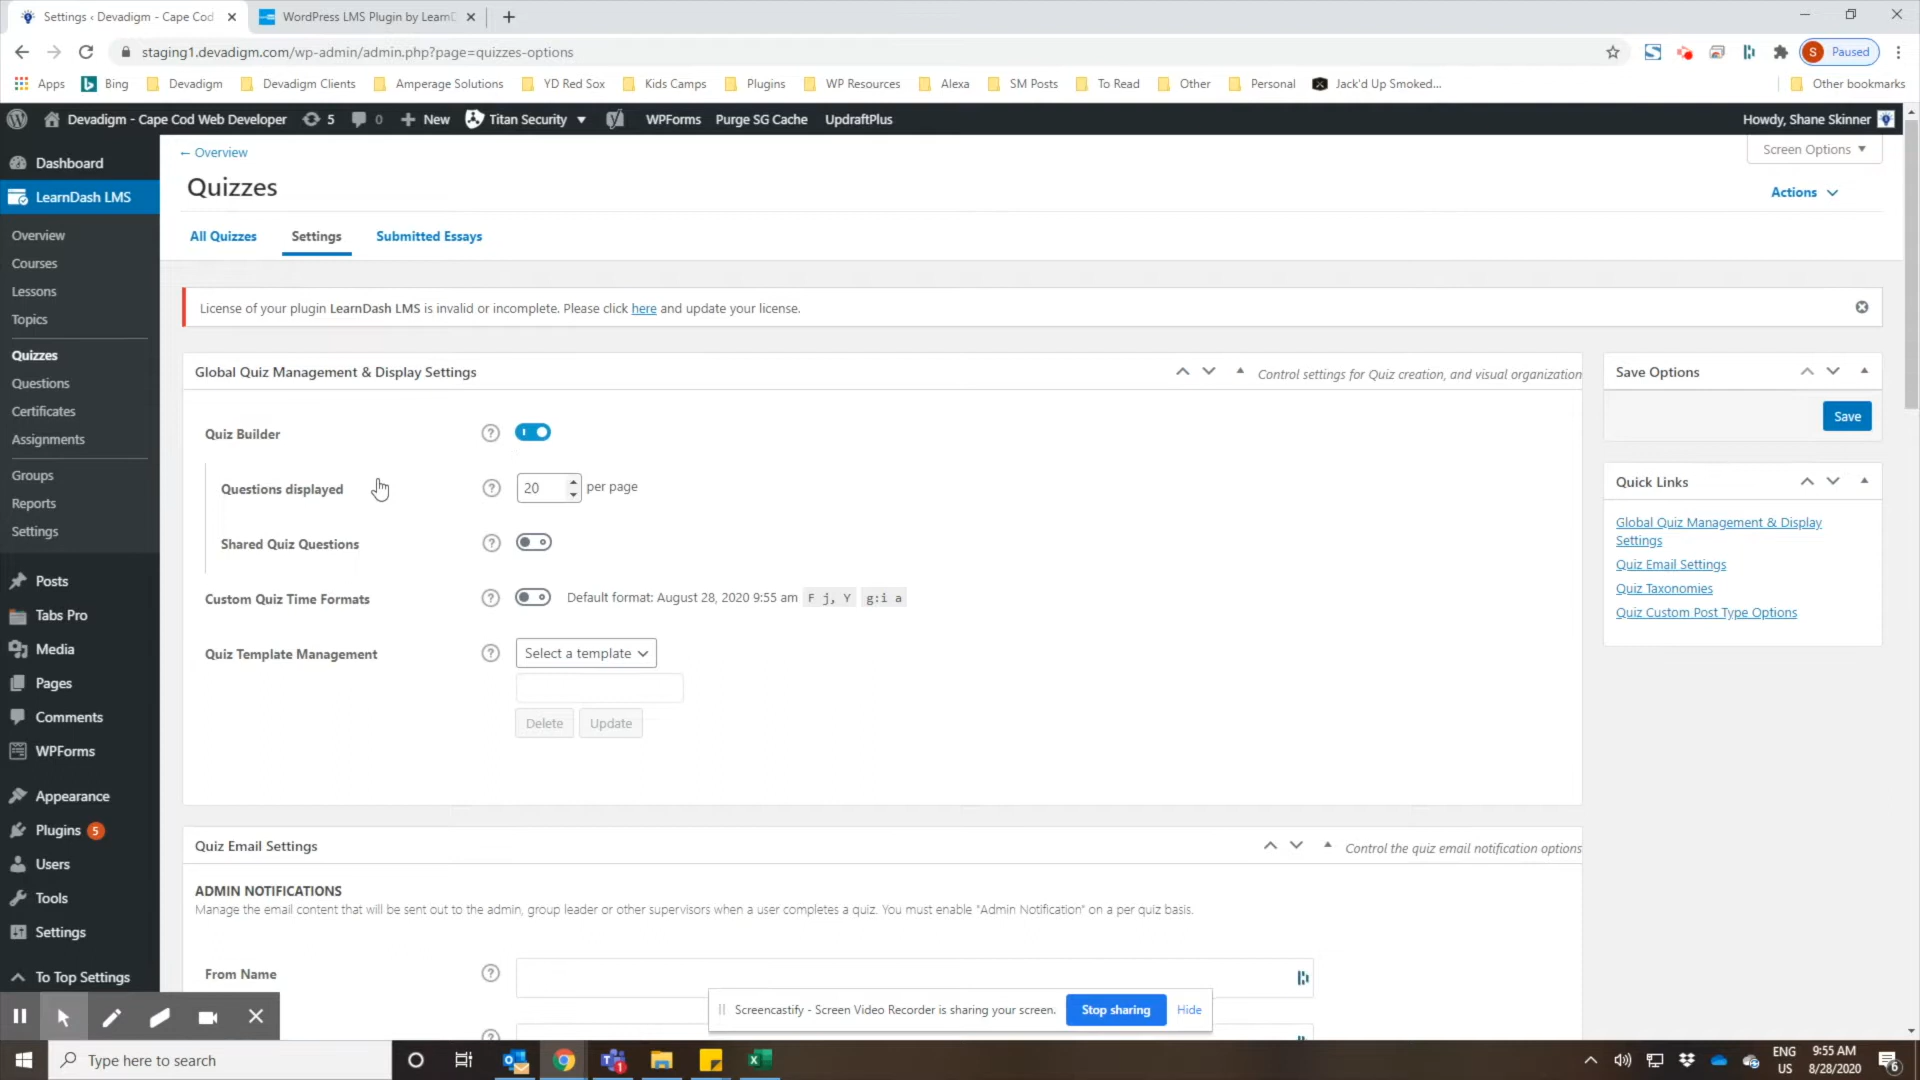 Settings ‹ Devadigm - Cape Cod
WordPress LMS Plugin by Learn
staging1.devadigm.com/wp-admin/admin.php?page=quizzes-options
S Paused
Apps
Bing
Devadigm
Devadigm Clients
Amperage Solutions
YD Red Sox
Kids Camps
Plugins
WP Resources
Alexa
SM Posts
To Read
Other
Personal
Jack'd Up Smoked...
Other bookmarks
Devadigm - Cape Cod Web Developer
5
0
New
Titan Security
WPForms
Purge SG Cache
UpdraftPlus
Howdy, Shane Skinner
Dashboard
LearnDash LMS
Overview
Courses
Lessons
Topics
Quizzes
Questions
Certificates
Assignments
Groups
Reports
Settings
Posts
Tabs Pro
Media
Pages
Comments
WPForms
Appearance
Plugins 5
Users
Tools
Settings
To Top Settings
← Overview
Screen Options
Quizzes
Actions
All Quizzes
Settings
Submitted Essays
License of your plugin LearnDash LMS is invalid or incomplete. Please click here and update your license.
Global Quiz Management & Display Settings
Control settings for Quiz creation, and visual organization
Quiz Builder
Questions displayed
20
per page
Shared Quiz Questions
Custom Quiz Time Formats
Default format: August 28, 2020 9:55 am F j, Y g:i a
Quiz Template Management
Select a template
Delete
Update
Save Options
Save
Quick Links
Global Quiz Management & Display
Settings
Quiz Email Settings
Quiz Taxonomies
Quiz Custom Post Type Options
Quiz Email Settings
Control the quiz email notification options
ADMIN NOTIFICATIONS
Manage the email content that will be sent out to the admin, group leader or other supervisors when a user completes a quiz. You must enable "Admin Notification" on a per quiz basis.
From Name
Screencastify - Screen Video Recorder is sharing your screen.
Stop sharing
Hide
Type here to search
1
ENG
US
9:55 AM
8/28/2020
6